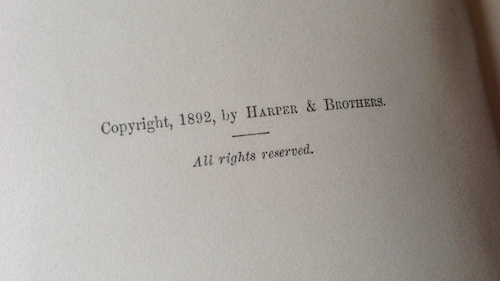 Copyright, 1892, by HARPER & BROTHERS.
All rights reserved.